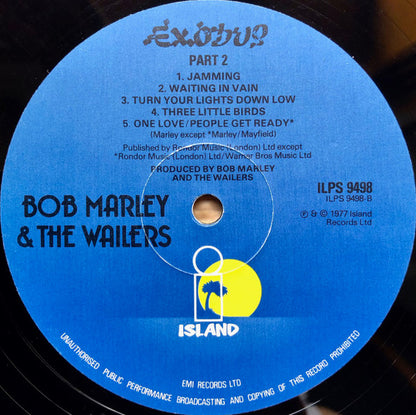 Exodus
PART 2
1. JAMMING
2. WAITING IN VAIN
3. TURN YOUR LIGHTS DOWN LOW
4. THREE LITTLE BIRDS
5. ONE LOVE/PEOPLE GET READY*
(Marley except *Marley/Mayfield)
Published by Rondor Music (London) Ltd except
*Rondor Music (London) Ltd/Warner Bros Music Ltd
PRODUCED BY BOB MARLEY
AND THE WAILERS
ILPS 9498
ILPS 9498-B
BOB MARLEY
& THE WAILERS
℗ & © 1977 Island
Records Ltd
ISLAND
EMI RECORDS LTD
UNAUTHORISED PUBLIC PERFORMANCE BROADCASTING AND COPYING OF THIS RECORD PROHIBITED